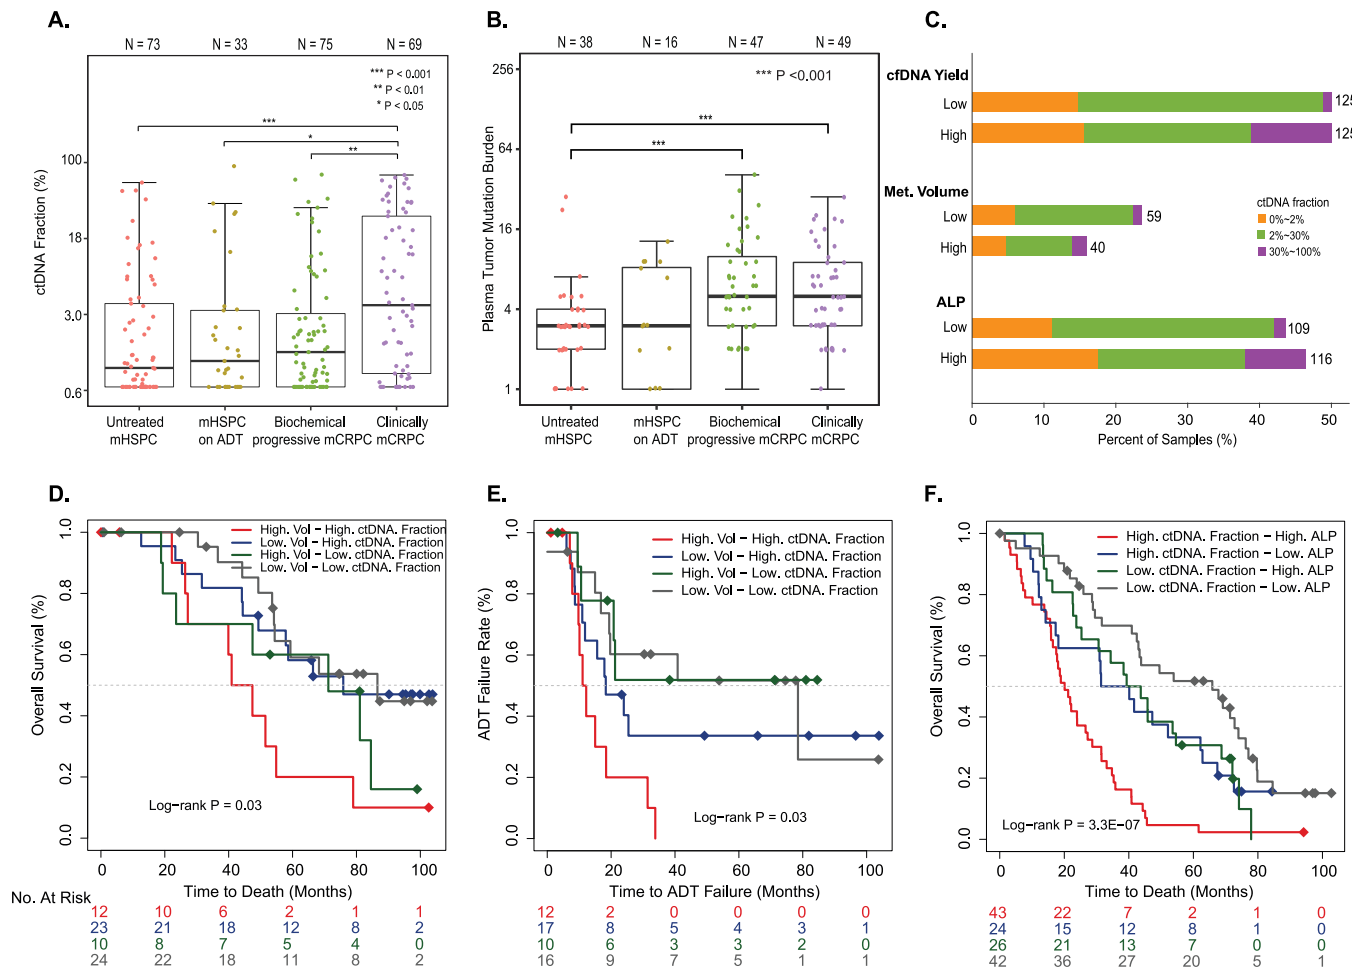 A.
N = 73 N = 33 N = 75 N = 69
*** P < 0.001
** P < 0.01
* P < 0.05
***
*
**
ctDNA Fraction (%)
100
18
3.0
0.6
Untreated mHSPC
mHSPC on ADT
Biochemical progressive mCRPC
Clinically mCRPC
B.
N = 38 N = 16 N = 47 N = 49
*** P <0.001
***
***
Plasma Tumor Mutation Burden
256
64
16
4
1
Untreated mHSPC
mHSPC on ADT
Biochemical progressive mCRPC
Clinically mCRPC
C.
cfDNA Yield
Low 125
High 125
Met. Volume
Low 59
High 40
ALP
Low 109
High 116
ctDNA fraction
0%~2%
2%~30%
30%~100%
0 10 20 30 40 50
Percent of Samples (%)
D.
High. Vol − High. ctDNA. Fraction
Low. Vol − High. ctDNA. Fraction
High. Vol − Low. ctDNA. Fraction
Low. Vol − Low. ctDNA. Fraction
Overall Survival (%)
1.0
0.8
0.6
0.4
0.2
0.0
Log−rank P = 0.03
0 20 40 60 80 100
Time to Death (Months)
No. At Risk
12 10 6 2 1 1
23 21 18 12 8 2
10 8 7 5 4 0
24 22 18 11 8 2
E.
High. Vol − High. ctDNA. Fraction
Low. Vol − High. ctDNA. Fraction
High. Vol − Low. ctDNA. Fraction
Low. Vol − Low. ctDNA. Fraction
ADT Failure Rate (%)
1.0
0.8
0.6
0.4
0.2
0.0
Log−rank P = 0.03
0 20 40 60 80 100
Time to ADT Failure (Months)
12 2 0 0 0 0
17 8 5 4 3 1
10 6 3 3 2 0
16 9 7 5 1 1
F.
High. ctDNA Fraction − High. ALP
High. ctDNA Fraction − Low. ALP
Low. ctDNA Fraction − High. ALP
Low. ctDNA Fraction − Low. ALP
Overall Survival (%)
1.0
0.8
0.6
0.4
0.2
0.0
Log−rank P = 3.3E−07
0 20 40 60 80 100
Time to Death (Months)
43 22 7 2 1 0
24 15 12 8 1 0
26 21 13 7 0 0
42 36 27 20 5 1